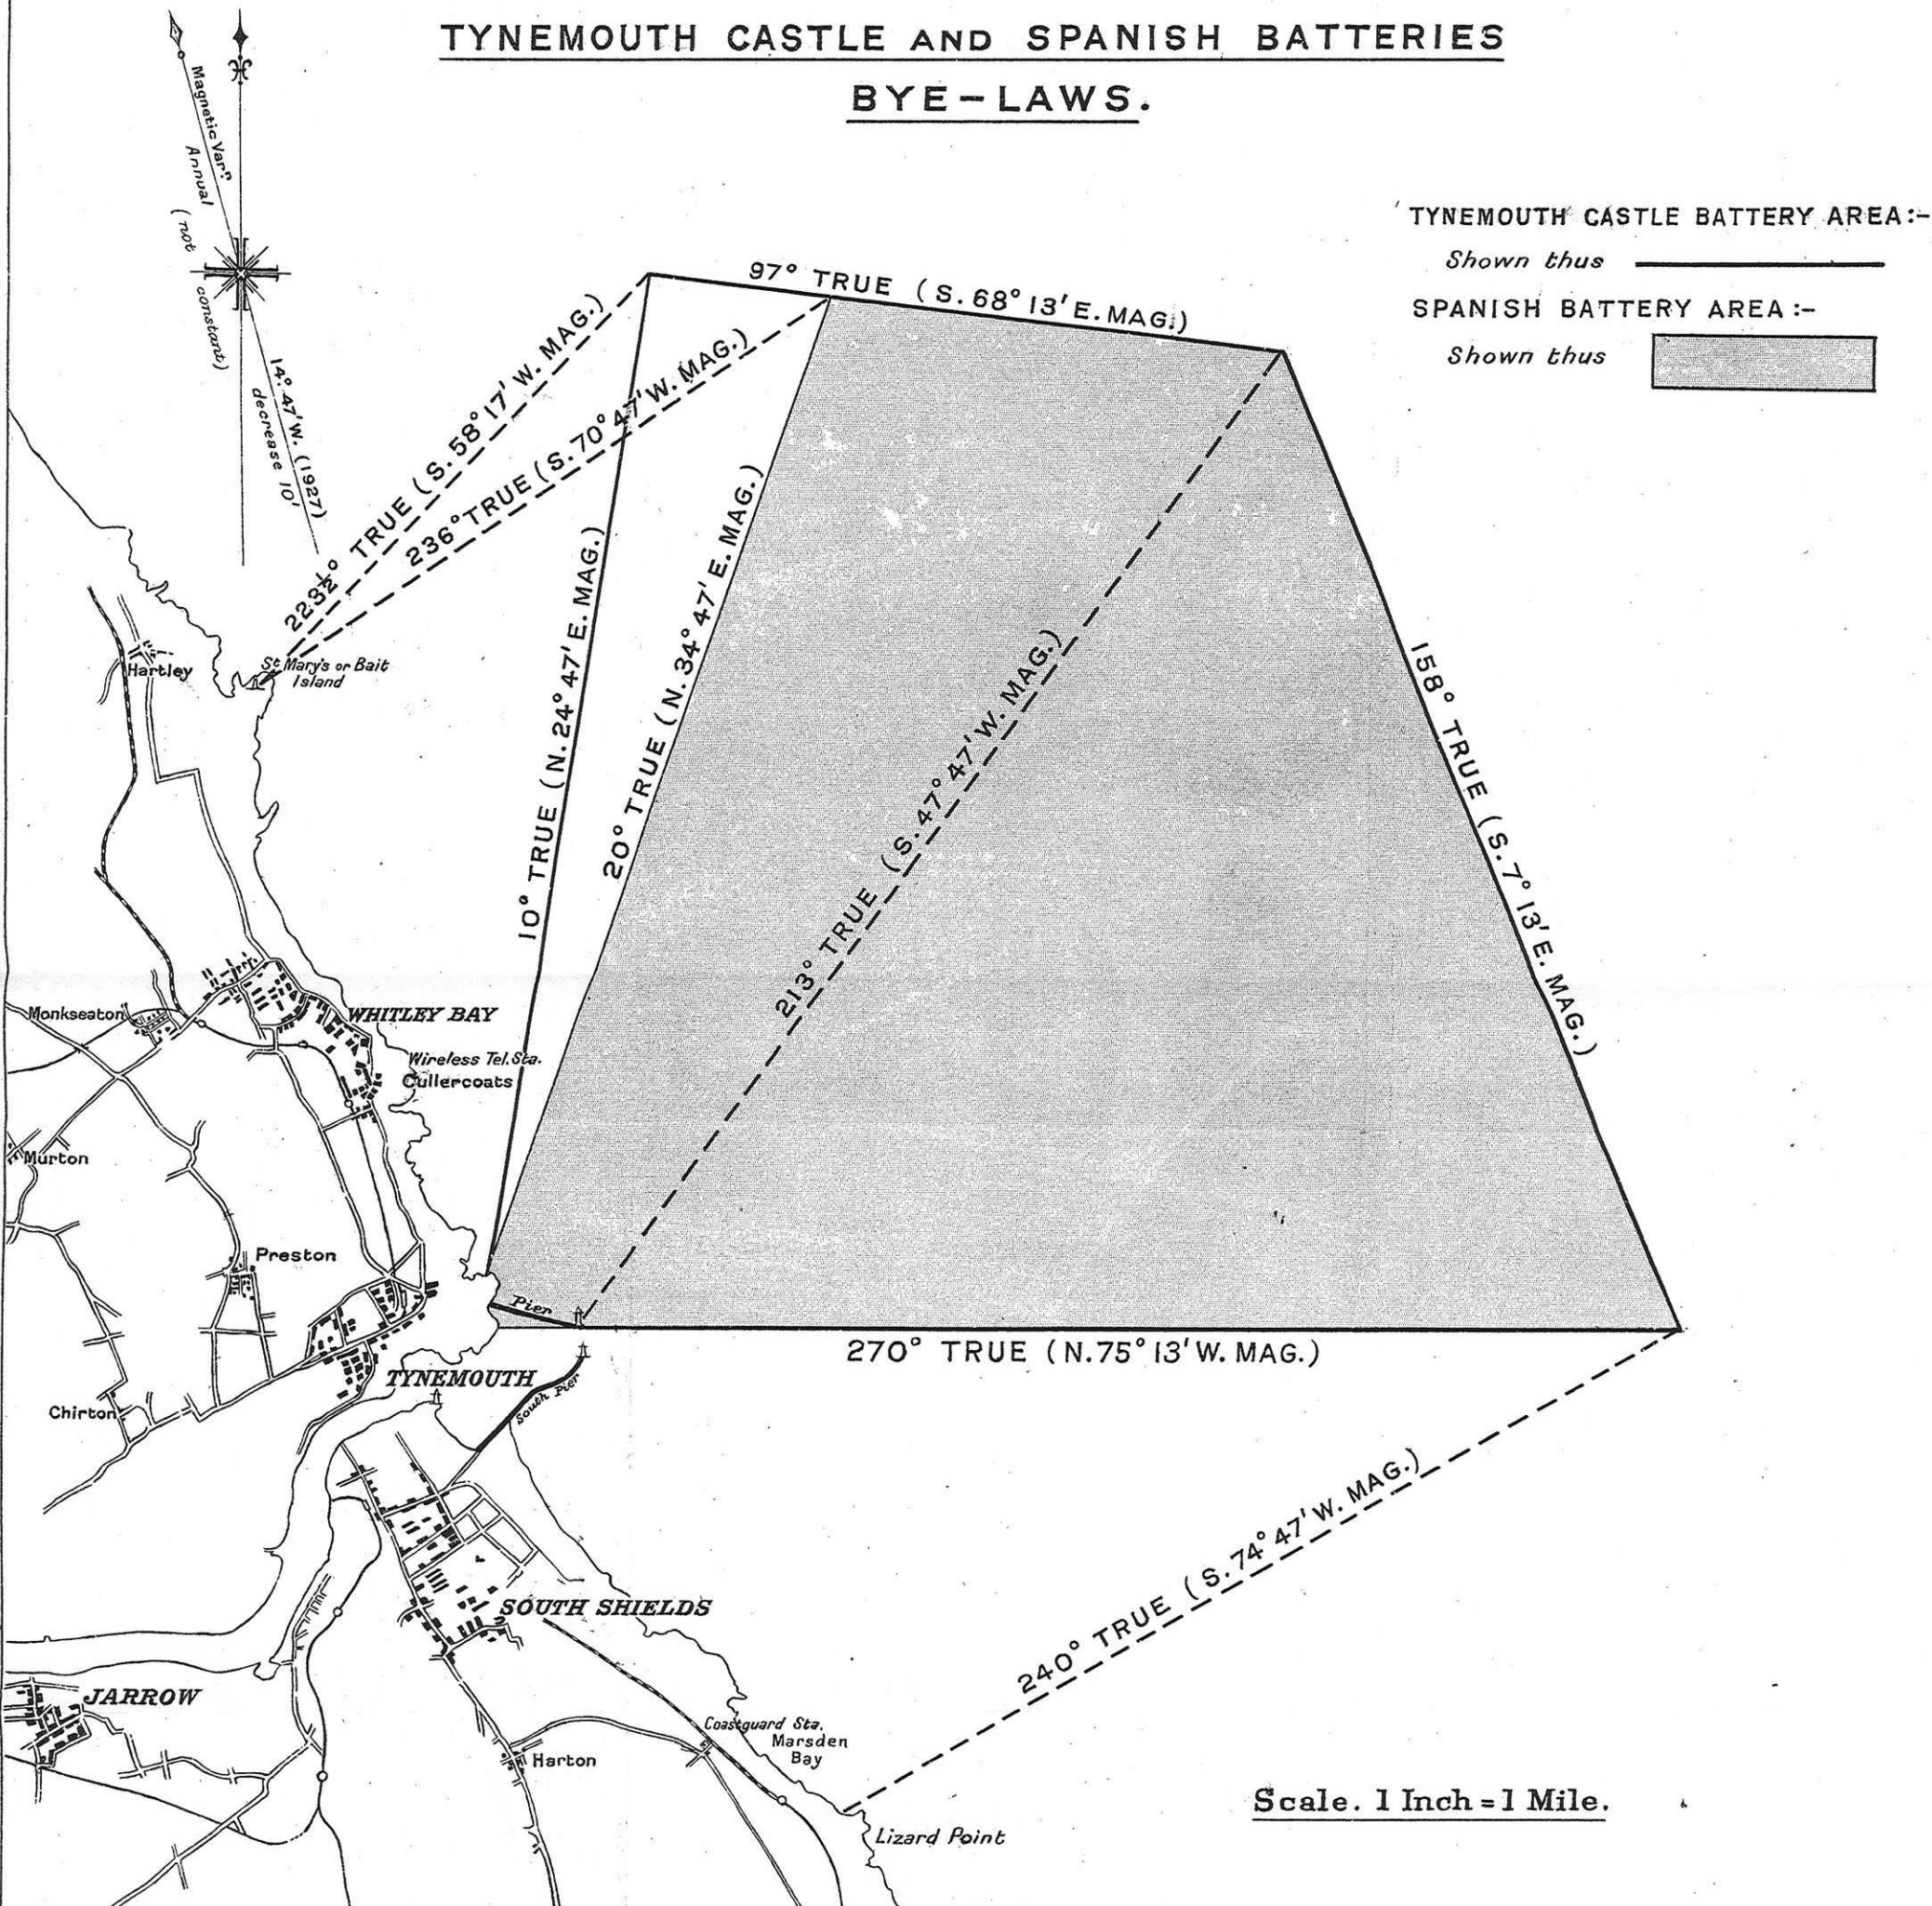 TYNEMOUTH CASTLE AND SPANISH BATTERIES
BYE-LAWS.
Magnetic Varn.
Annual
(not
constant)
14° 47' W. (1927)
decrease 10'
TYNEMOUTH CASTLE BATTERY AREA:-
Shown thus
SPANISH BATTERY AREA:-
Shown thus
97° TRUE (S. 68° 13' E. MAG.)
223½° TRUE (S. 58° 17' W. MAG.)
236° TRUE (S. 70° 47' W. MAG.)
10° TRUE (N. 24° 47' E. MAG.)
20° TRUE (N. 34° 47' E. MAG.)
213° TRUE (S. 47° 47' W. MAG.)
158° TRUE (S. 7° 13' E. MAG.)
Hartley
St Mary's or Bait
Island
Monkseaton
WHITLEY BAY
Wireless Tel. Sta.
Cullercoats
Murton
Preston
Pier
270° TRUE (N. 75° 13' W. MAG.)
TYNEMOUTH
South Pier
Chirton
240° TRUE (S. 74° 47' W. MAG.)
SOUTH SHIELDS
JARROW
Coastguard Sta.
Marsden
Bay
Harton
Lizard Point
Scale. 1 Inch = 1 Mile.